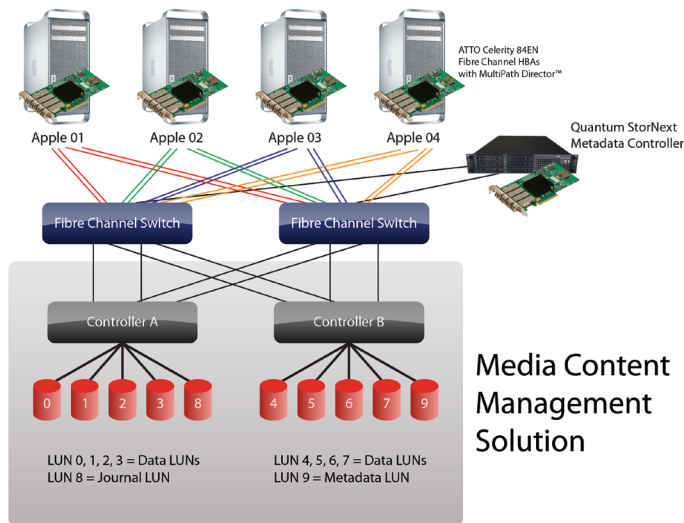 ATTO Celerity 84EN
Fibre Channel HBAs
with MultiPath Director™
Apple 01
Apple 02
Apple 03
Apple 04
Quantum StorNext
Metadata Controller
Fibre Channel Switch
Fibre Channel Switch
Controller A
Controller B
0
1
2
3
8
4
5
6
7
9
LUN 0, 1, 2, 3 = Data LUNs
LUN 8 = Journal LUN
LUN 4, 5, 6, 7 = Data LUNs
LUN 9 = Metadata LUN
Media Content
Management
Solution